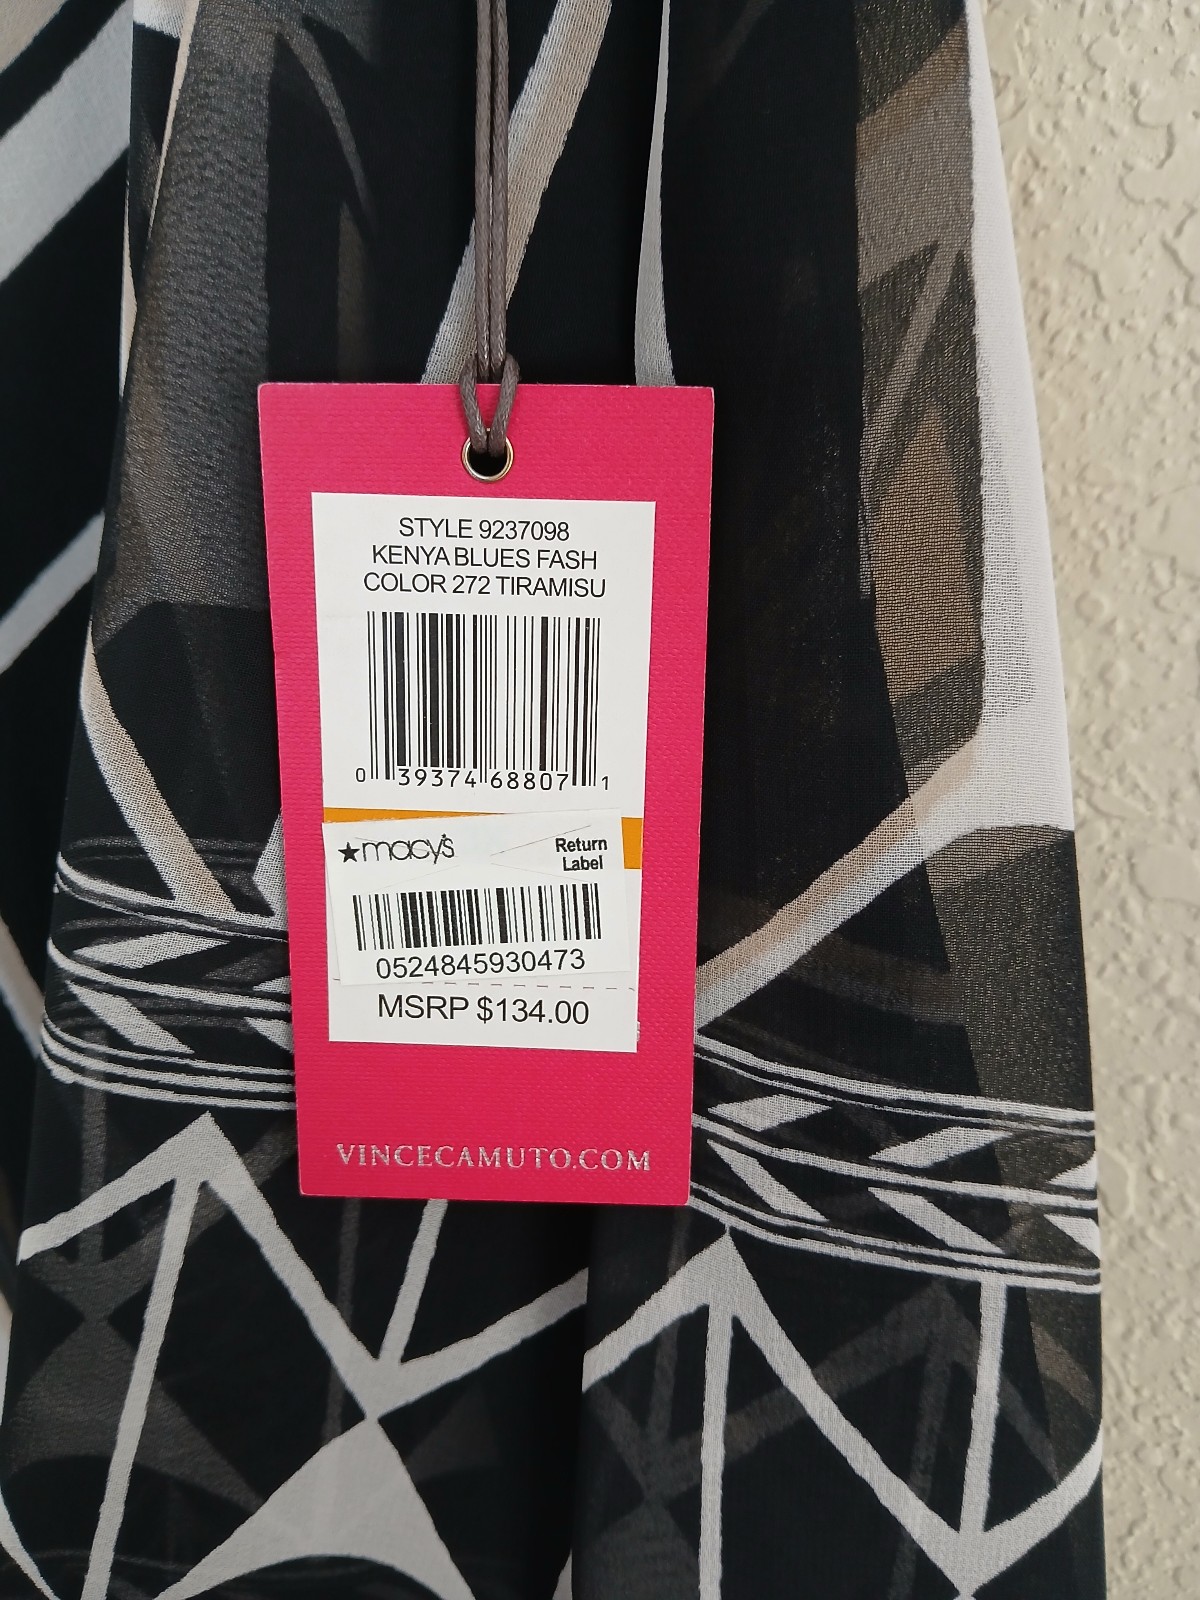 STYLE 9237098
KENYA BLUES FASH
COLOR 272 TIRAMISU
0 39374 68807 1
★macy's
Return
Label
0524845930473
MSRP $134.00
VINCECAMUTO.COM